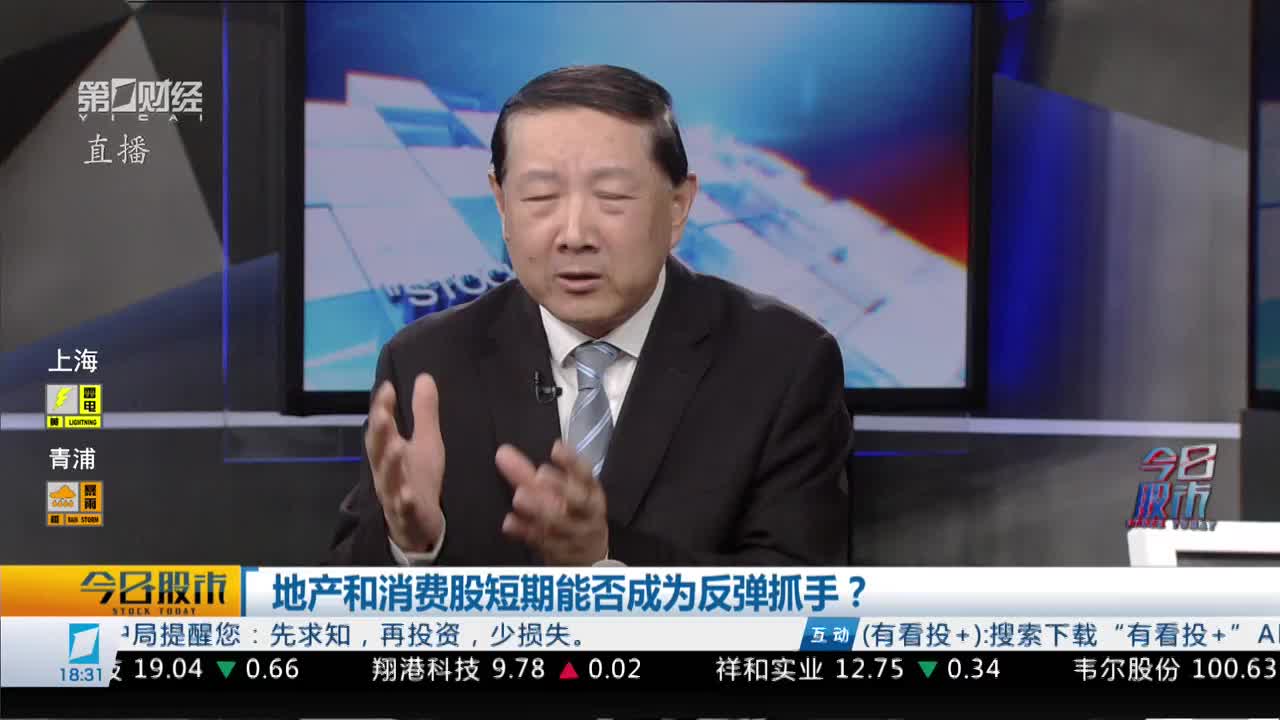 第一财经
YICAI
直播
"STOC
上海
雷电
黄 LIGHTNING
青浦
暴雨
橙 RAIN STORM
今日股市
STOCK TODAY
今日股市
STOCK TODAY
地产和消费股短期能否成为反弹抓手？
局提醒您：先求知，再投资，少损失。
互动
(有看投+):搜索下载“有看投+” A
18:31
19.04 ▼ 0.66 翔港科技 9.78 ▲ 0.02 祥和实业 12.75 ▼ 0.34 韦尔股份 100.63